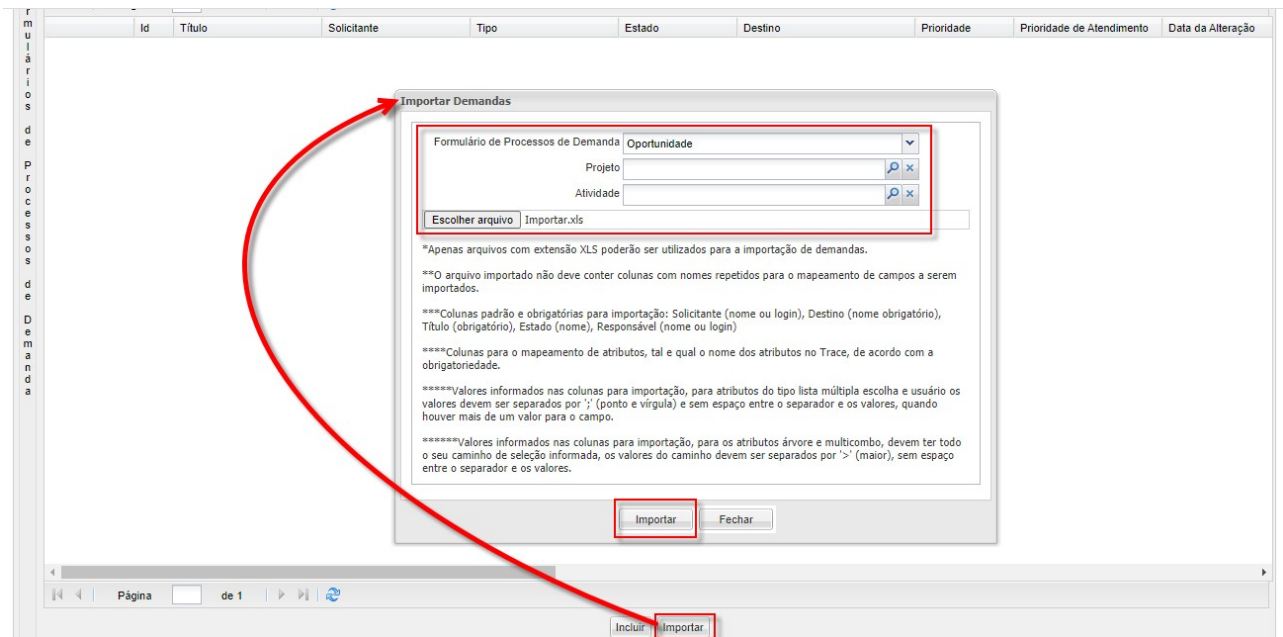 rmulários de Processos de Demanda
Id Título Solicitante Tipo Estado Destino Prioridade Prioridade de Atendimento Data da Alteração
Importar Demandas
Formulário de Processos de Demanda Oportunidade
Projeto
Atividade
Escolher arquivo Importar.xls
*Apenas arquivos com extensão XLS poderão ser utilizados para a importação de demandas.
**O arquivo importado não deve conter colunas com nomes repetidos para o mapeamento de campos a serem
importados.
***Colunas padrão e obrigatórias para importação: Solicitante (nome ou login), Destino (nome obrigatório),
Título (obrigatório), Estado (nome), Responsável (nome ou login)
****Colunas para o mapeamento de atributos, tal e qual o nome dos atributos no Trace, de acordo com a
obrigatoriedade.
*****Valores informados nas colunas para importação, para atributos do tipo lista múltipla escolha e usuário os
valores devem ser separados por ';' (ponto e vírgula) e sem espaço entre o separador e os valores, quando
houver mais de um valor para o campo.
******Valores informados nas colunas para importação, para os atributos árvore e multicombo, devem ter todo
o seu caminho de seleção informada, os valores do caminho devem ser separados por '>' (maior), sem espaço
entre o separador e os valores.
Importar Fechar
Página de 1
Incluir Importar